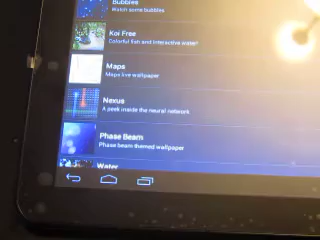 Bubbles
Watch some bubbles
Koi Free
Colorful fish and interactive water!
Maps
Maps live wallpaper
Nexus
A peek inside the neural network
Phase Beam
Phase beam themed wallpaper
Water